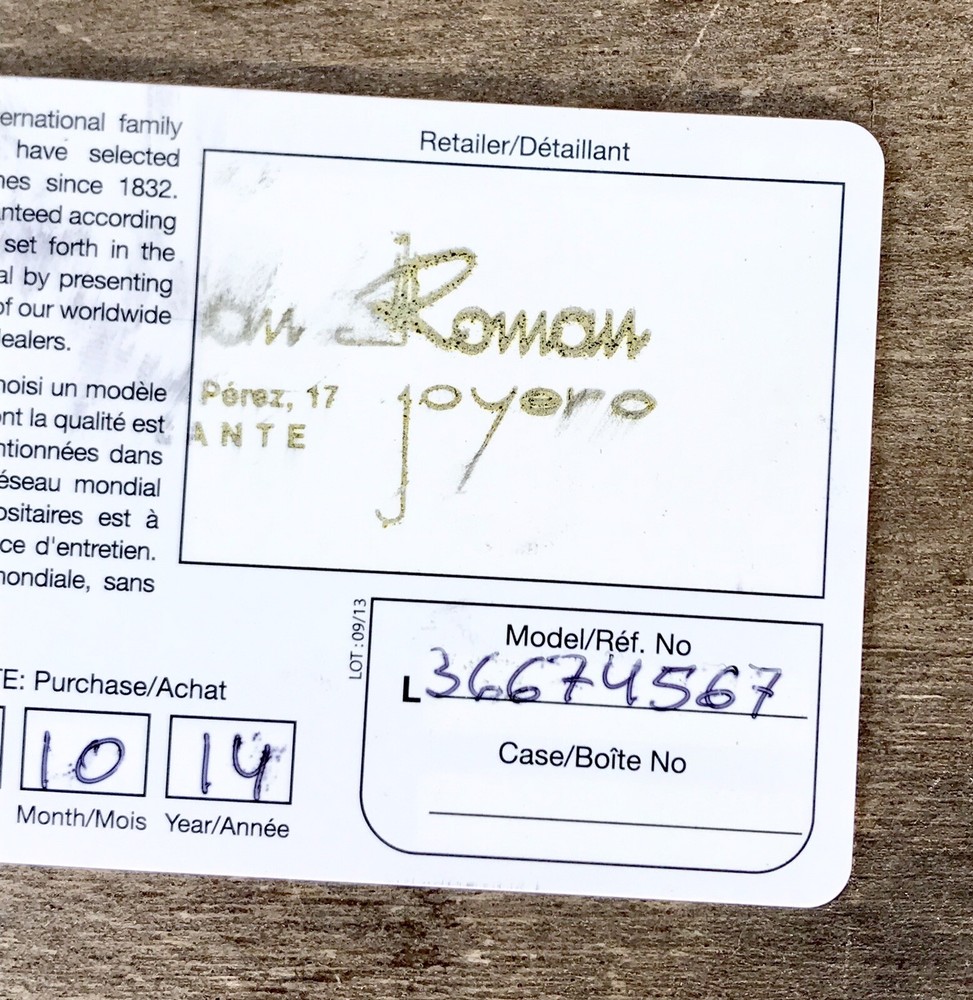 ernational family
have selected
nes since 1832.
nteed according
set forth in the
al by presenting
of our worldwide
ealers.
hoisi un modèle
ont la qualité est
ntionnées dans
éseau mondial
ositaires est à
ce d'entretien.
nondiale, sans
Retailer/Détaillant
Roman
joyero
Pérez, 17
ANTE
LOT : 09/13
Model/Réf. No
L36674567
Case/Boîte No
TE: Purchase/Achat
10 14
Month/Mois Year/Année